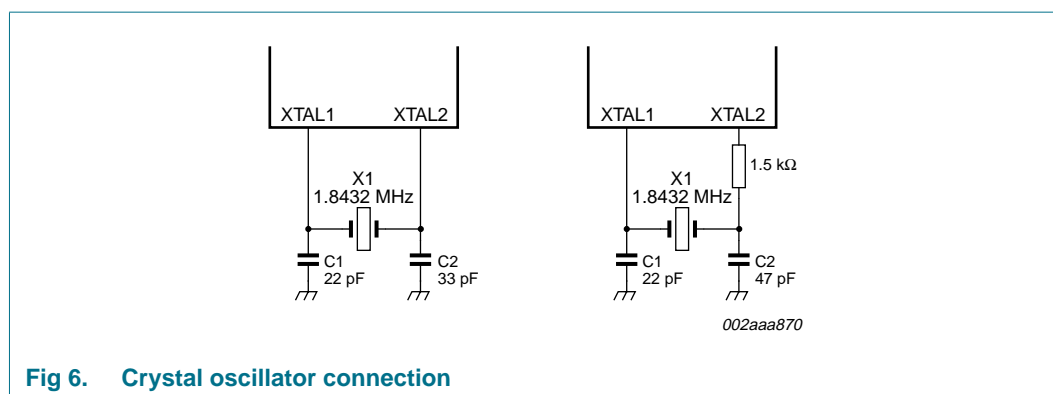 XTAL1 XTAL2
X1
1.8432 MHz
C1
22 pF
C2
33 pF
XTAL1 XTAL2
1.5 kΩ
X1
1.8432 MHz
C1
22 pF
C2
47 pF
002aaa870
Fig 6. Crystal oscillator connection